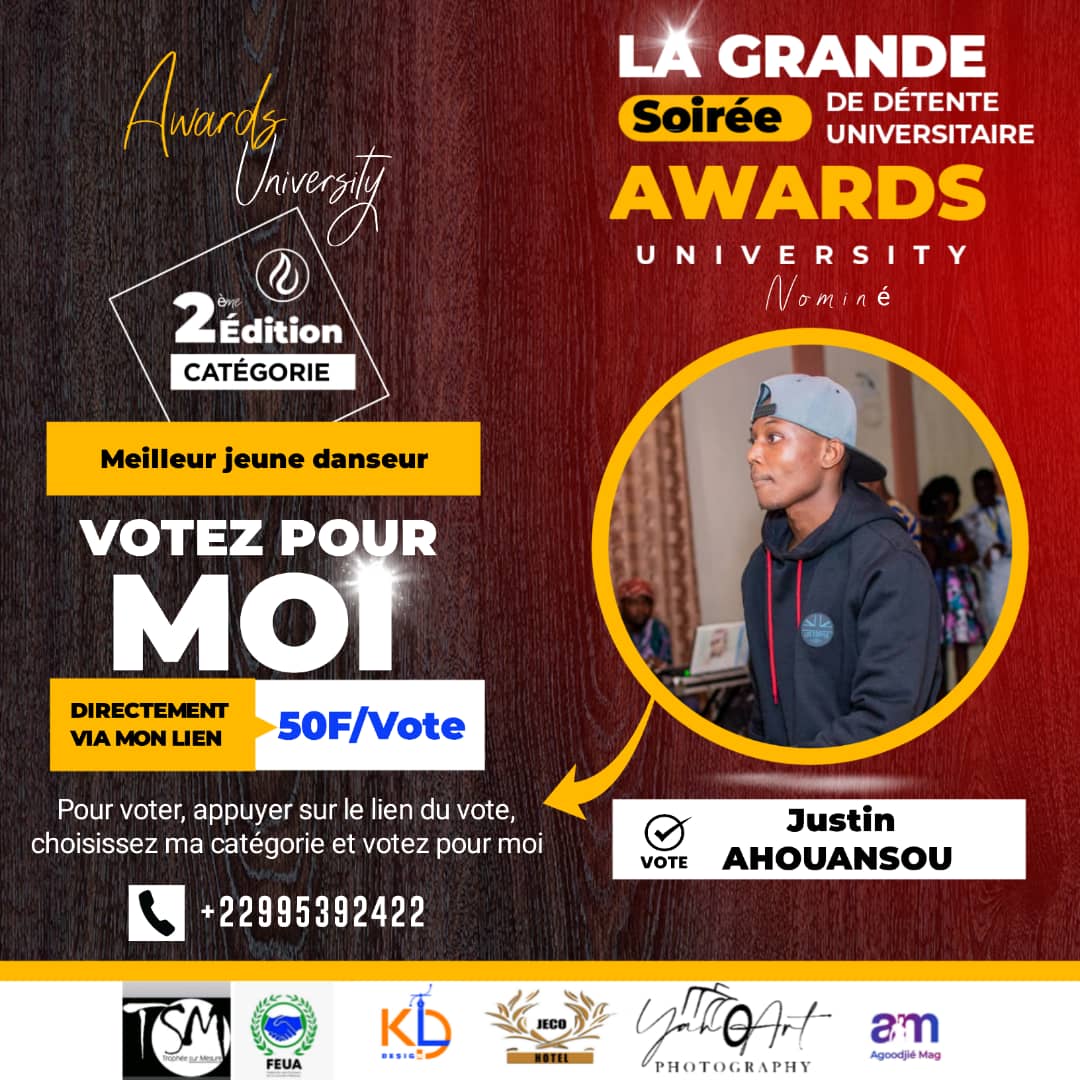 Awards
University
2ème
Édition
CATÉGORIE
Meilleur jeune danseur
VOTEZ POUR
MOI
DIRECTEMENT
VIA MON LIEN
50F/Vote
Pour voter, appuyer sur le lien du vote,
choisissez ma catégorie et votez pour moi
+22995392422
LA GRANDE
Soirée
DE DÉTENTE
UNIVERSITAIRE
AWARDS
UNIVERSITY
Nominé
VOTE
Justin
AHOUANSOU
TSM
Trophée sur Mesure
FEUA
KD
DESIGN
JECO
HOTEL
YanOArt
PHOTOGRAPHY
am
Agoodjié Mag